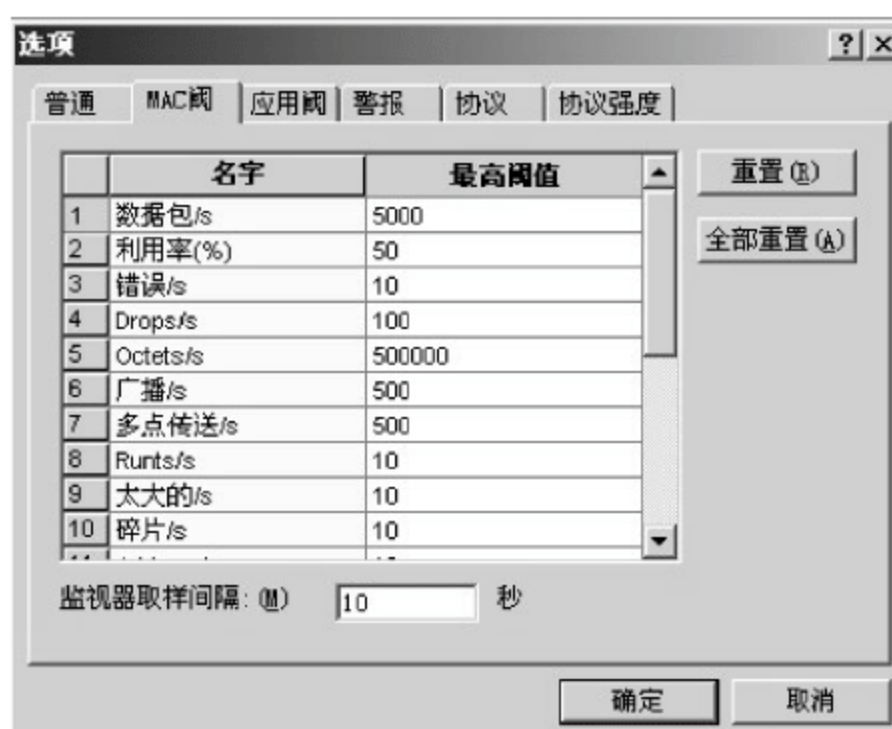 选项
普通 MAC阀 应用阈 警报 协议 协议强度
名字 最高阈值
1 数据包/s 5000
2 利用率(%) 50
3 错误/s 10
4 Drops/s 100
5 Octets/s 500000
6 广播/s 500
7 多点传送/s 500
8 Runts/s 10
9 太大的/s 10
10 碎片/s 10
重置(R)
全部重置(A)
监视器取样间隔:(M) 10 秒
确定 取消